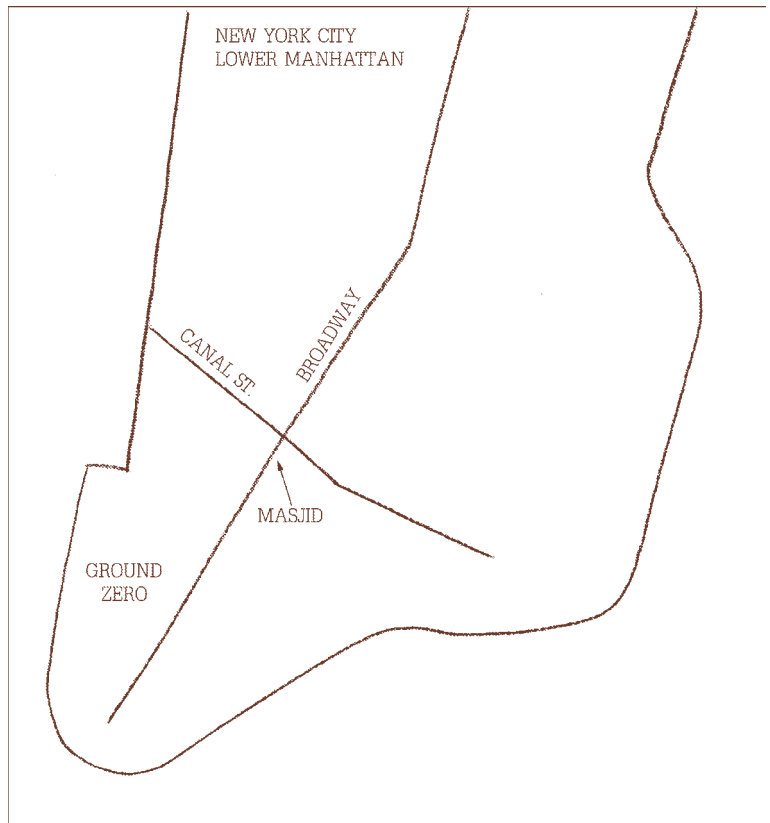 NEW YORK CITY
LOWER MANHATTAN
CANAL ST.
BROADWAY
MASJID
GROUND
ZERO